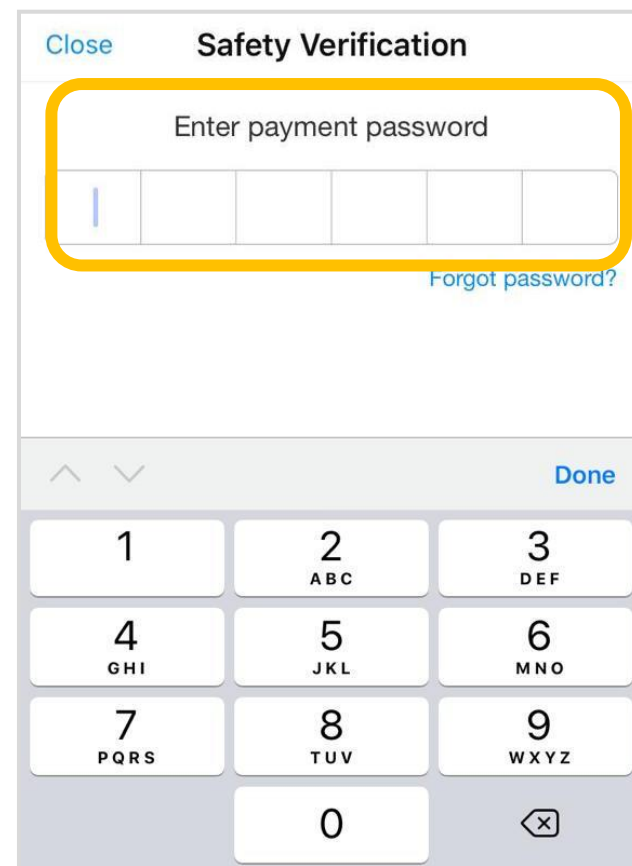 Close Safety Verification
Enter payment password
Forgot password?
Done
1 2 3
ABC DEF
4 5 6
GHI JKL MNO
7 8 9
PQRS TUV WXYZ
0